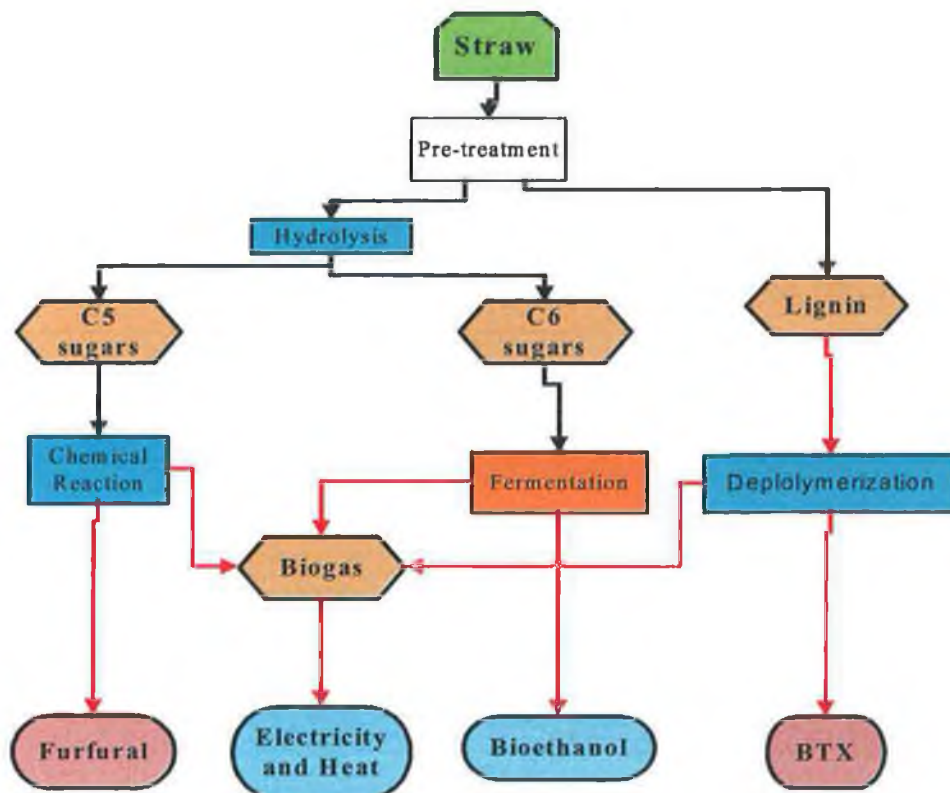 Straw
Pre-treatment
Hydrolysis
C5
sugars
C6
sugars
Lignin
Chemical
Reaction
Fermentation
Deplolymerization
Biogas
Furfural
Electricity
and Heat
Bioethanol
BTX